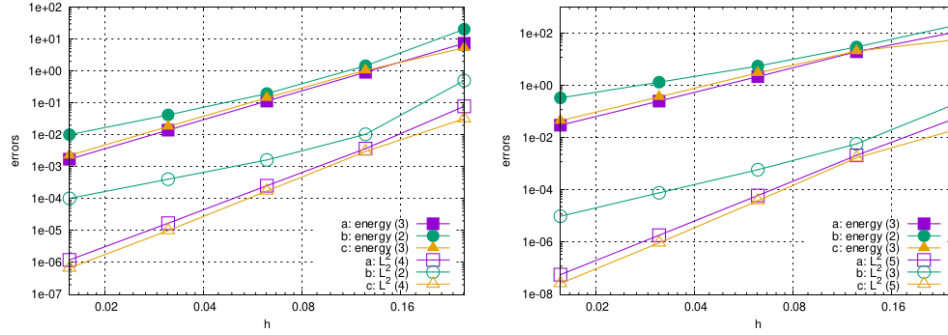 1e+02
1e+01
1e+00
1e-01
1e-02
1e-03
1e-04
1e-05
1e-06
1e-07
errors
0.02
0.04
0.08
0.16
h
a: energy (3)
b: energy (2)
c: energy (3)
a: L² (4)
b: L² (2)
c: L² (4)
1e+02
1e+00
1e-02
1e-04
1e-06
1e-08
errors
0.02
0.04
0.08
0.16
h
a: energy (3)
b: energy (2)
c: energy (3)
a: L² (5)
b: L² (3)
c: L² (5)